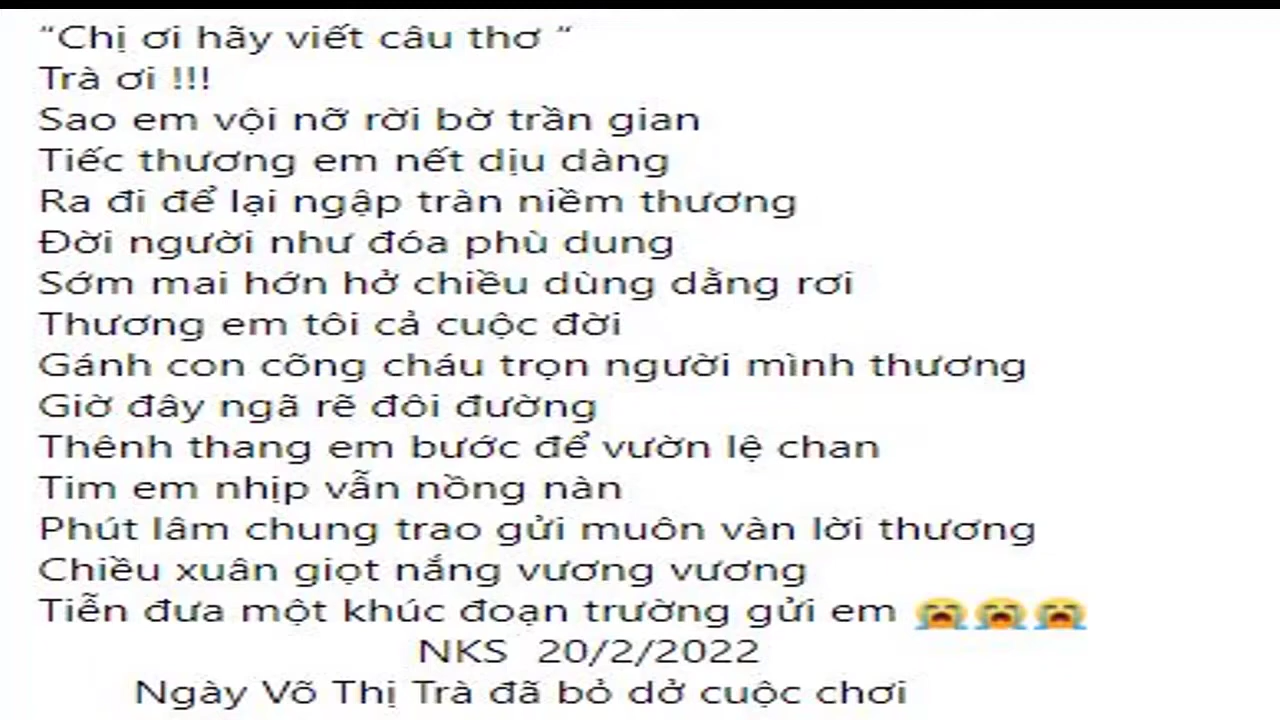 “Chị ơi hãy viết câu thơ “
Trà ơi !!!
Sao em vội nỡ rời bờ trần gian
Tiếc thương em nết dịu dàng
Ra đi để lại ngập tràn niềm thương
Đời người như đóa phù dung
Sớm mai hớn hở chiều dùng dằng rơi
Thương em tôi cả cuộc đời
Gánh con cõng cháu trọn người mình thương
Giờ đây ngã rẽ đôi đường
Thênh thang em bước để vườn lệ chan
Tim em nhịp vẫn nồng nàn
Phút lâm chung trao gửi muôn vàn lời thương
Chiều xuân giọt nắng vương vương
Tiễn đưa một khúc đoạn trường gửi em 😭😭😭
NKS 20/2/2022
Ngày Võ Thị Trà đã bỏ dở cuộc chơi